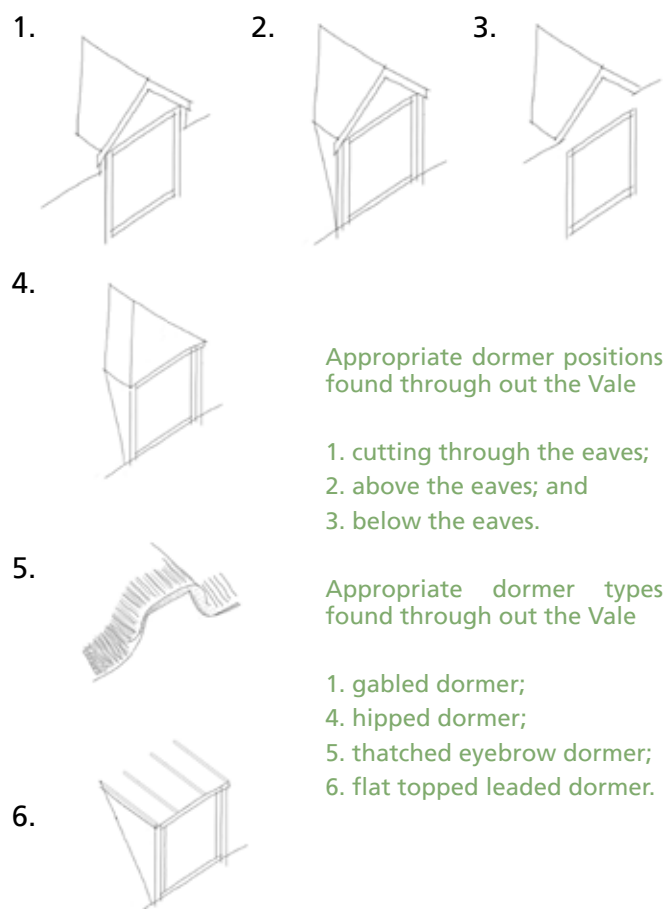 1.
2.
3.
4.
Appropriate dormer positions
found through out the Vale
1. cutting through the eaves;
2. above the eaves; and
3. below the eaves.
5.
Appropriate dormer types
found through out the Vale
1. gabled dormer;
4. hipped dormer;
5. thatched eyebrow dormer;
6. flat topped leaded dormer.
6.